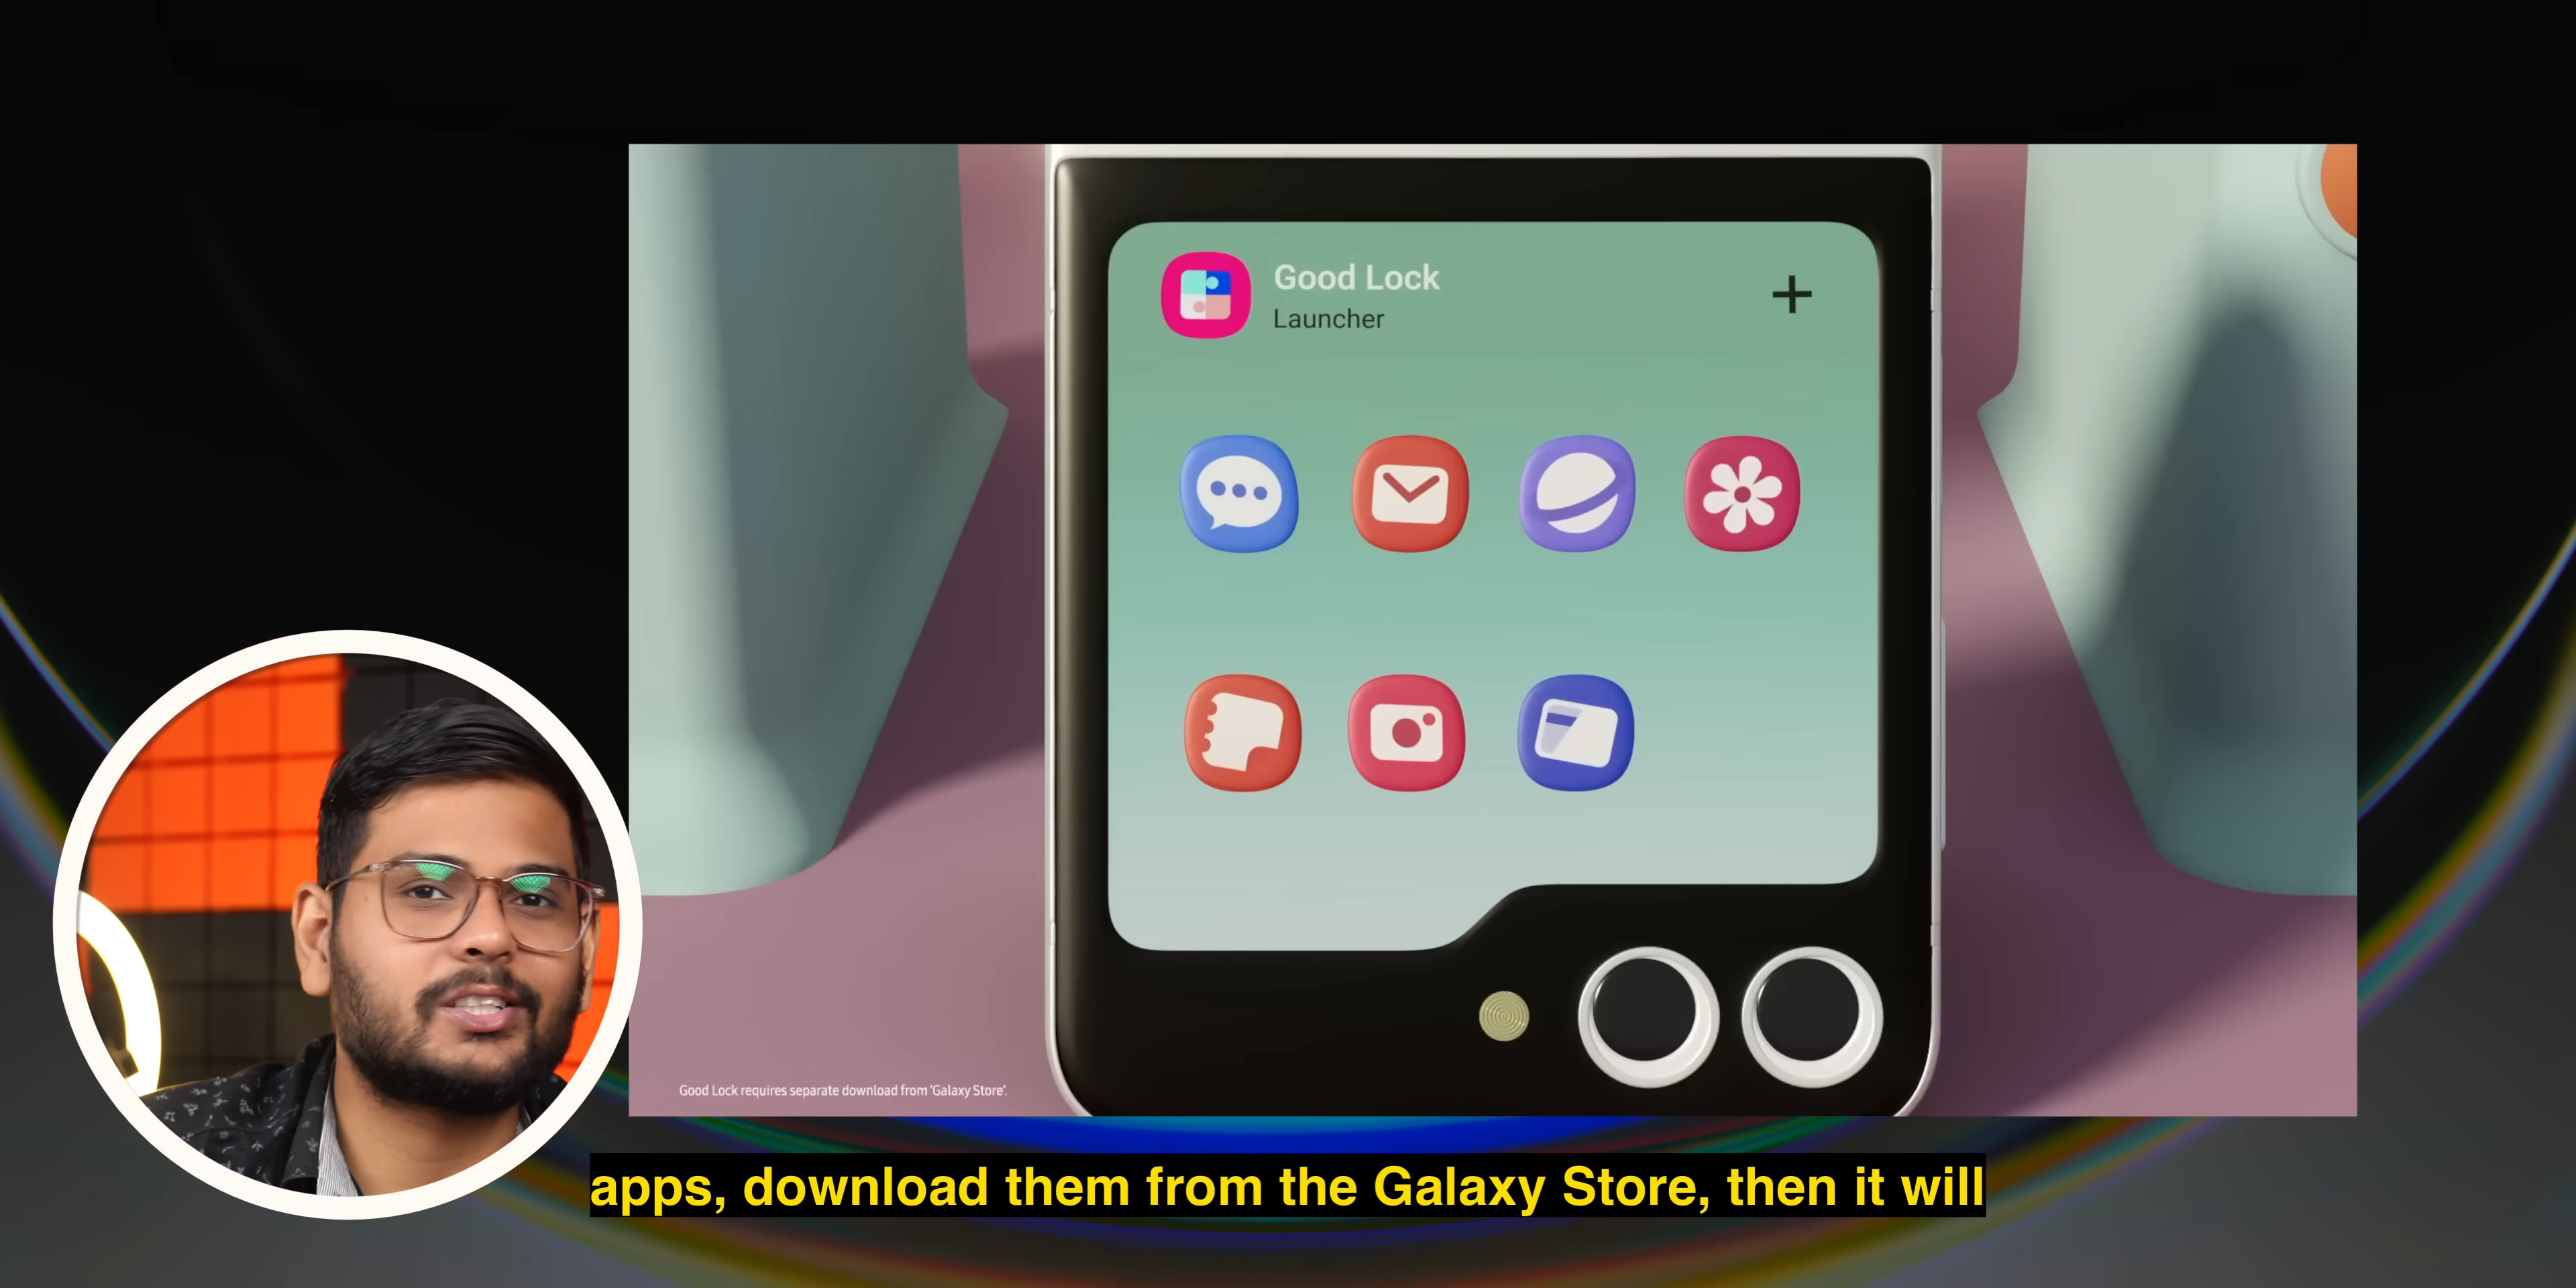 Good Lock
Launcher
Good Lock requires separate download from 'Galaxy Store'.
apps, download them from the Galaxy Store, then it will